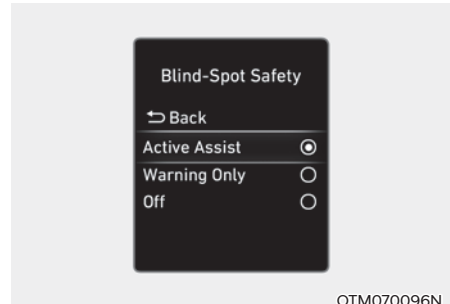 Blind-Spot Safety
Back
Active Assist
Warning Only
Off
OTM070096N